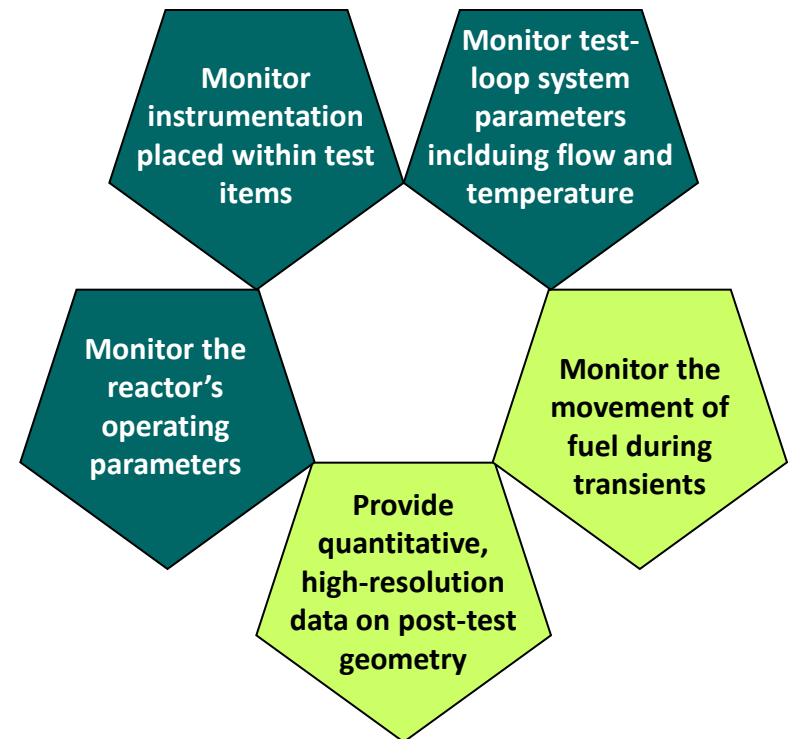 Monitor
instrumentation
placed within test
items
Monitor test-
loop system
parameters
inclduing flow and
temperature
Monitor the
reactor's
operating
parameters
Monitor the
movement of
fuel during
transients
Provide
quantitative,
high-resolution
data on post-test
geometry